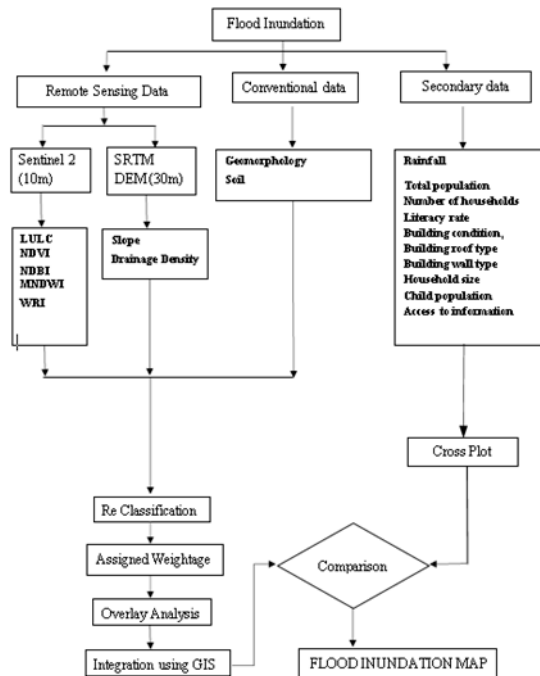 Flood Inundation
Remote Sensing Data
Conventional data
Secondary data
Sentinel 2
(10m)
SRTM
DEM(30m)
Geomorphology
Soil
Rainfall
Total population
Number of households
Literacy rate
Building condition,
Building roof type
Building wall type
Household size
Child population
Access to information
LULC
NDVI
NDBI
MNDWI
WRI
Slope
Drainage Density
Cross Plot
Re Classification
Assigned Weightage
Overlay Analysis
Integration using GIS
Comparison
FLOOD INUNDATION MAP